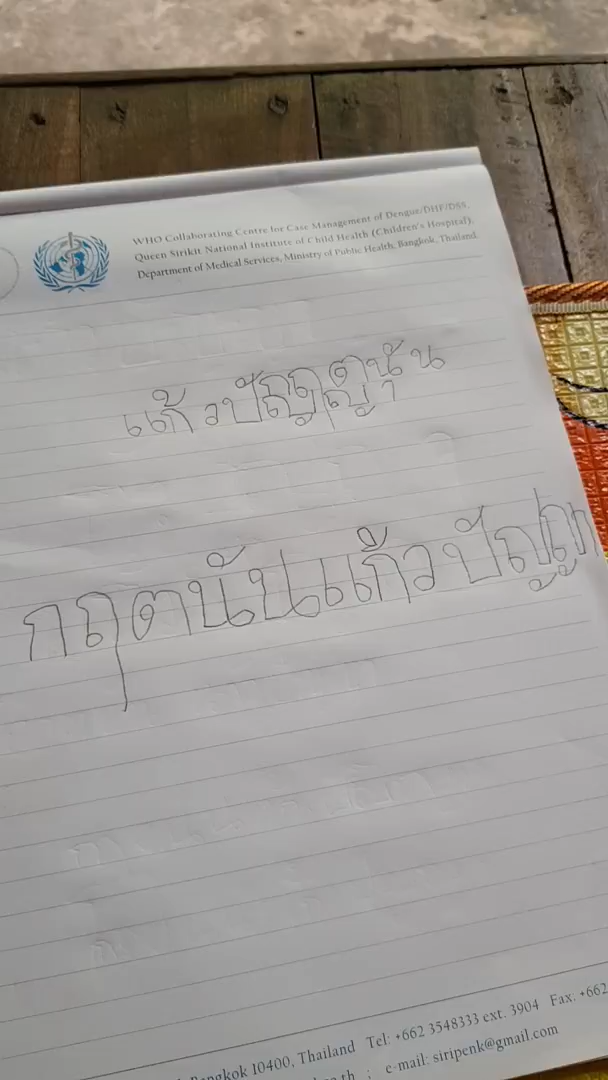 WHO Collaborating Centre for Case Management of Dengue/DHF/DSS,
Queen Sirikit National Institute of Child Health (Children's Hospital),
Department of Medical Services, Ministry of Public Health, Bangkok, Thailand.
แก้วปัญ
กฤตนันแก้วปัญญา
Bangkok 10400, Thailand Tel: +662 3548333 ext. 3904 Fax: +662
e-mail: siripenk@gmail.com